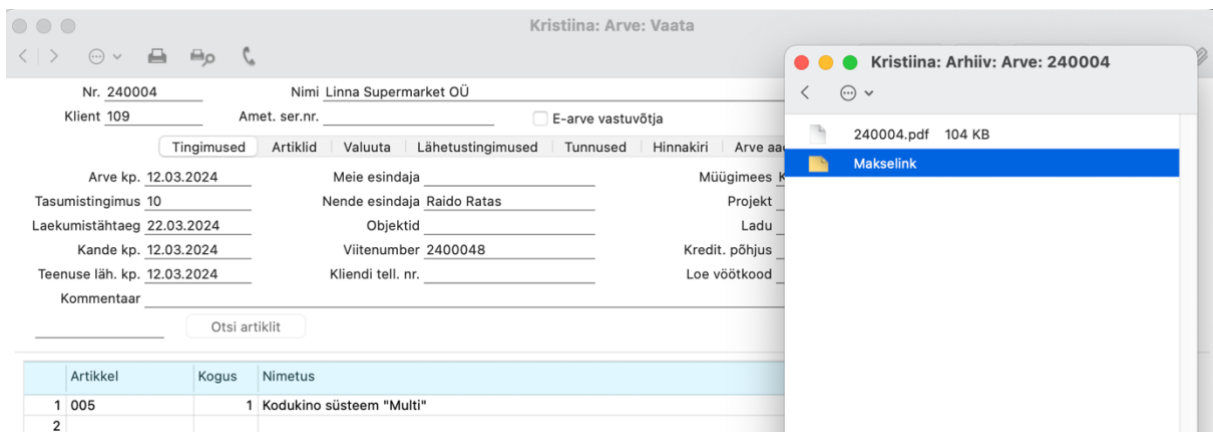 Kristiina: Arve: Vaata
Nr. 240004 Nimi Linna Supermarket OÜ
Klient 109 Amet. ser.nr. E-arve vastuvõtja
Tingimused Artiklid Valuuta Lähetustingimused Tunnused Hinnakiri Arve
Arve kp. 12.03.2024 Meie esindaja Müügimees
Tasumistingimus 10 Nende esindaja Raido Ratas Projekt
Laekumistähtaeg 22.03.2024 Objektid Ladu
Kande kp. 12.03.2024 Viitenumber 2400048 Kredit. põhjus
Teenuse läh. kp. 12.03.2024 Kliendi tell. nr. Loe vöötkood
Kommentaar
Otsi artiklit
Artikkel Kogus Nimetus
1 005 1 Kodukino süsteem "Multi"
2
Kristiina: Arhiiv: Arve: 240004
240004.pdf 104 KB
Makselink